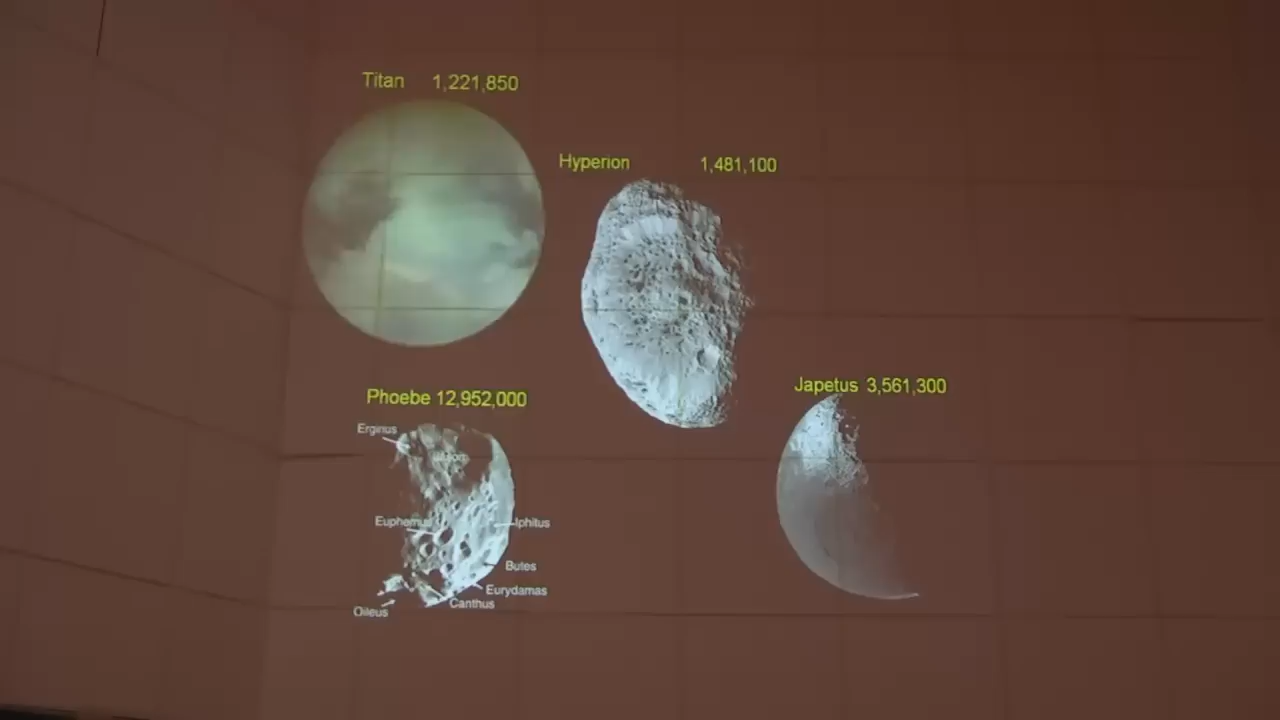 Titan 1,221,850
Hyperion 1,481,100
Japetus 3,561,300
Phoebe 12,952,000
Erginus
Euphemus
Iphitus
Butes
Eurydamas
Canthus
Oileus